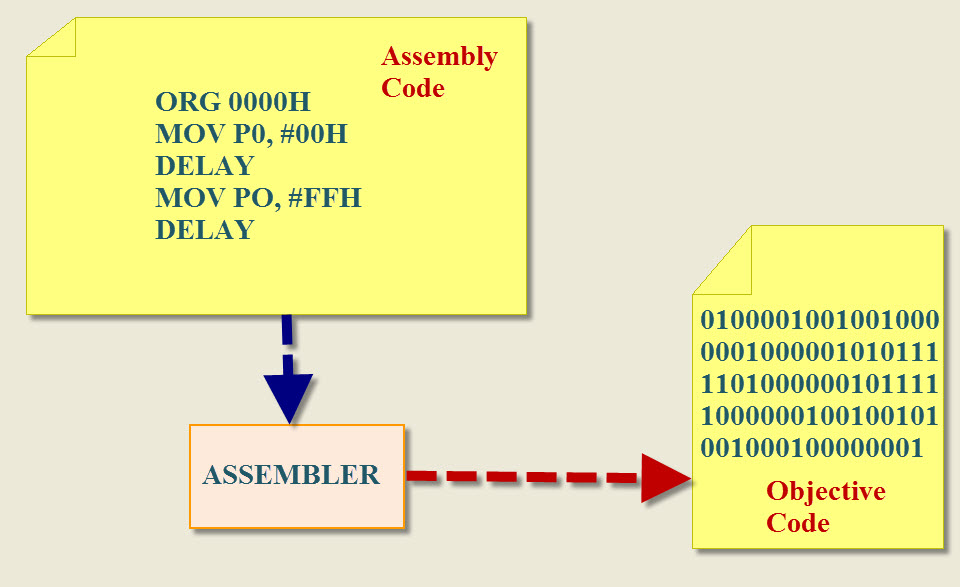 Assembly
Code
ORG 0000H
MOV P0, #00H
DELAY
MOV PO, #FFH
DELAY
ASSEMBLER
0100001001001000
0001000001010111
1101000000101111
1000000100100101
001000100000001
Objective
Code